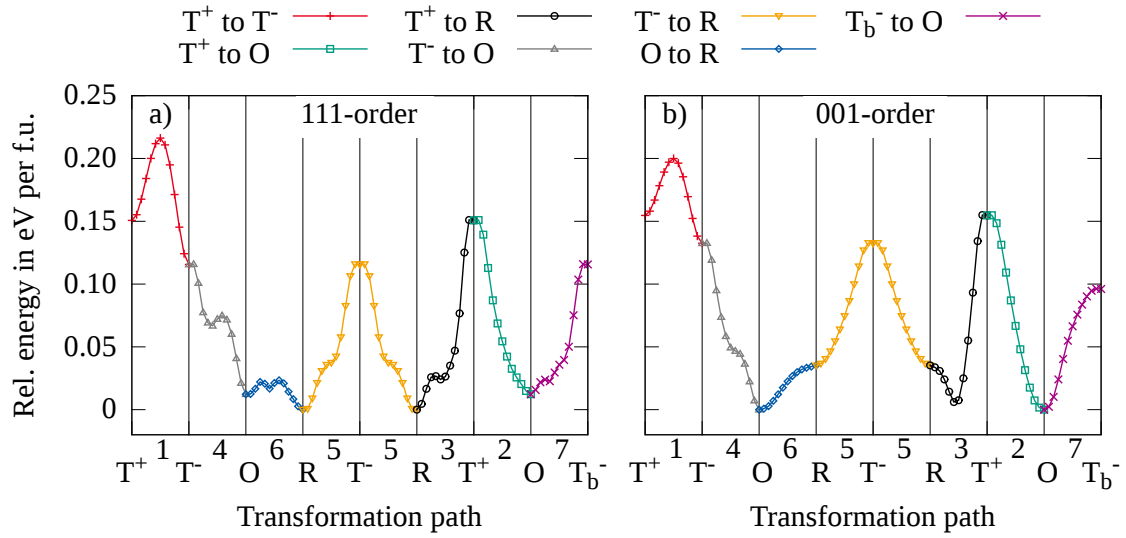 T⁺ to T⁻ T⁺ to R T⁻ to R T_b⁻ to O
T⁺ to O T⁻ to O O to R
Rel. energy in eV per f.u.
0.25
0.20
0.15
0.10
0.05
0
a) 111-order
1 4 6 5 5 3 2 7
T⁺ T⁻ O R T⁻ R T⁺ O T_b⁻
Transformation path
b) 001-order
1 4 6 5 5 3 2 7
T⁺ T⁻ O R T⁻ R T⁺ O T_b⁻
Transformation path